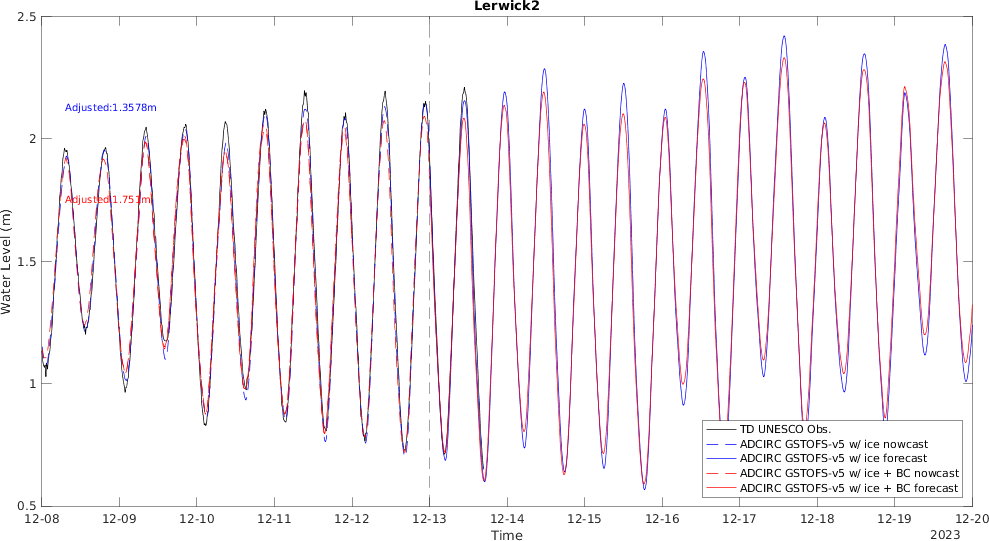 Lerwick2
2.5
2
1.5
1
0.5
Water Level (m)
Adjusted:1.3578m
Adjusted:1.751m
TD UNESCO Obs.
ADCIRC GSTOFS-v5 w/ ice nowcast
ADCIRC GSTOFS-v5 w/ ice forecast
ADCIRC GSTOFS-v5 w/ ice + BC nowcast
ADCIRC GSTOFS-v5 w/ ice + BC forecast
12-08 12-09 12-10 12-11 12-12 12-13 12-14 12-15 12-16 12-17 12-18 12-19 12-20
Time
2023